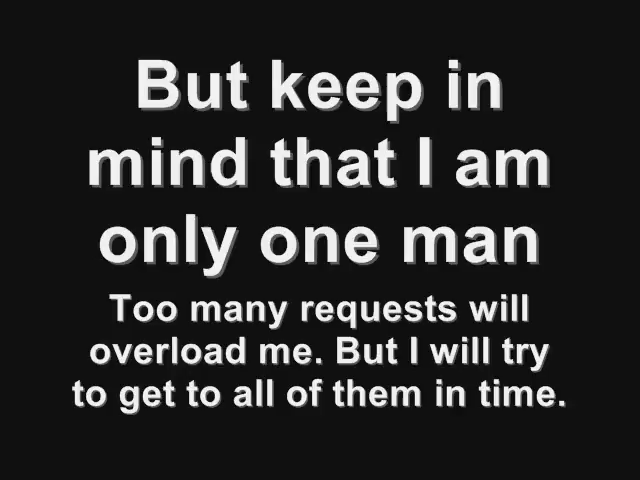 But keep in
mind that I am
only one man
Too many requests will
overload me. But I will try
to get to all of them in time.